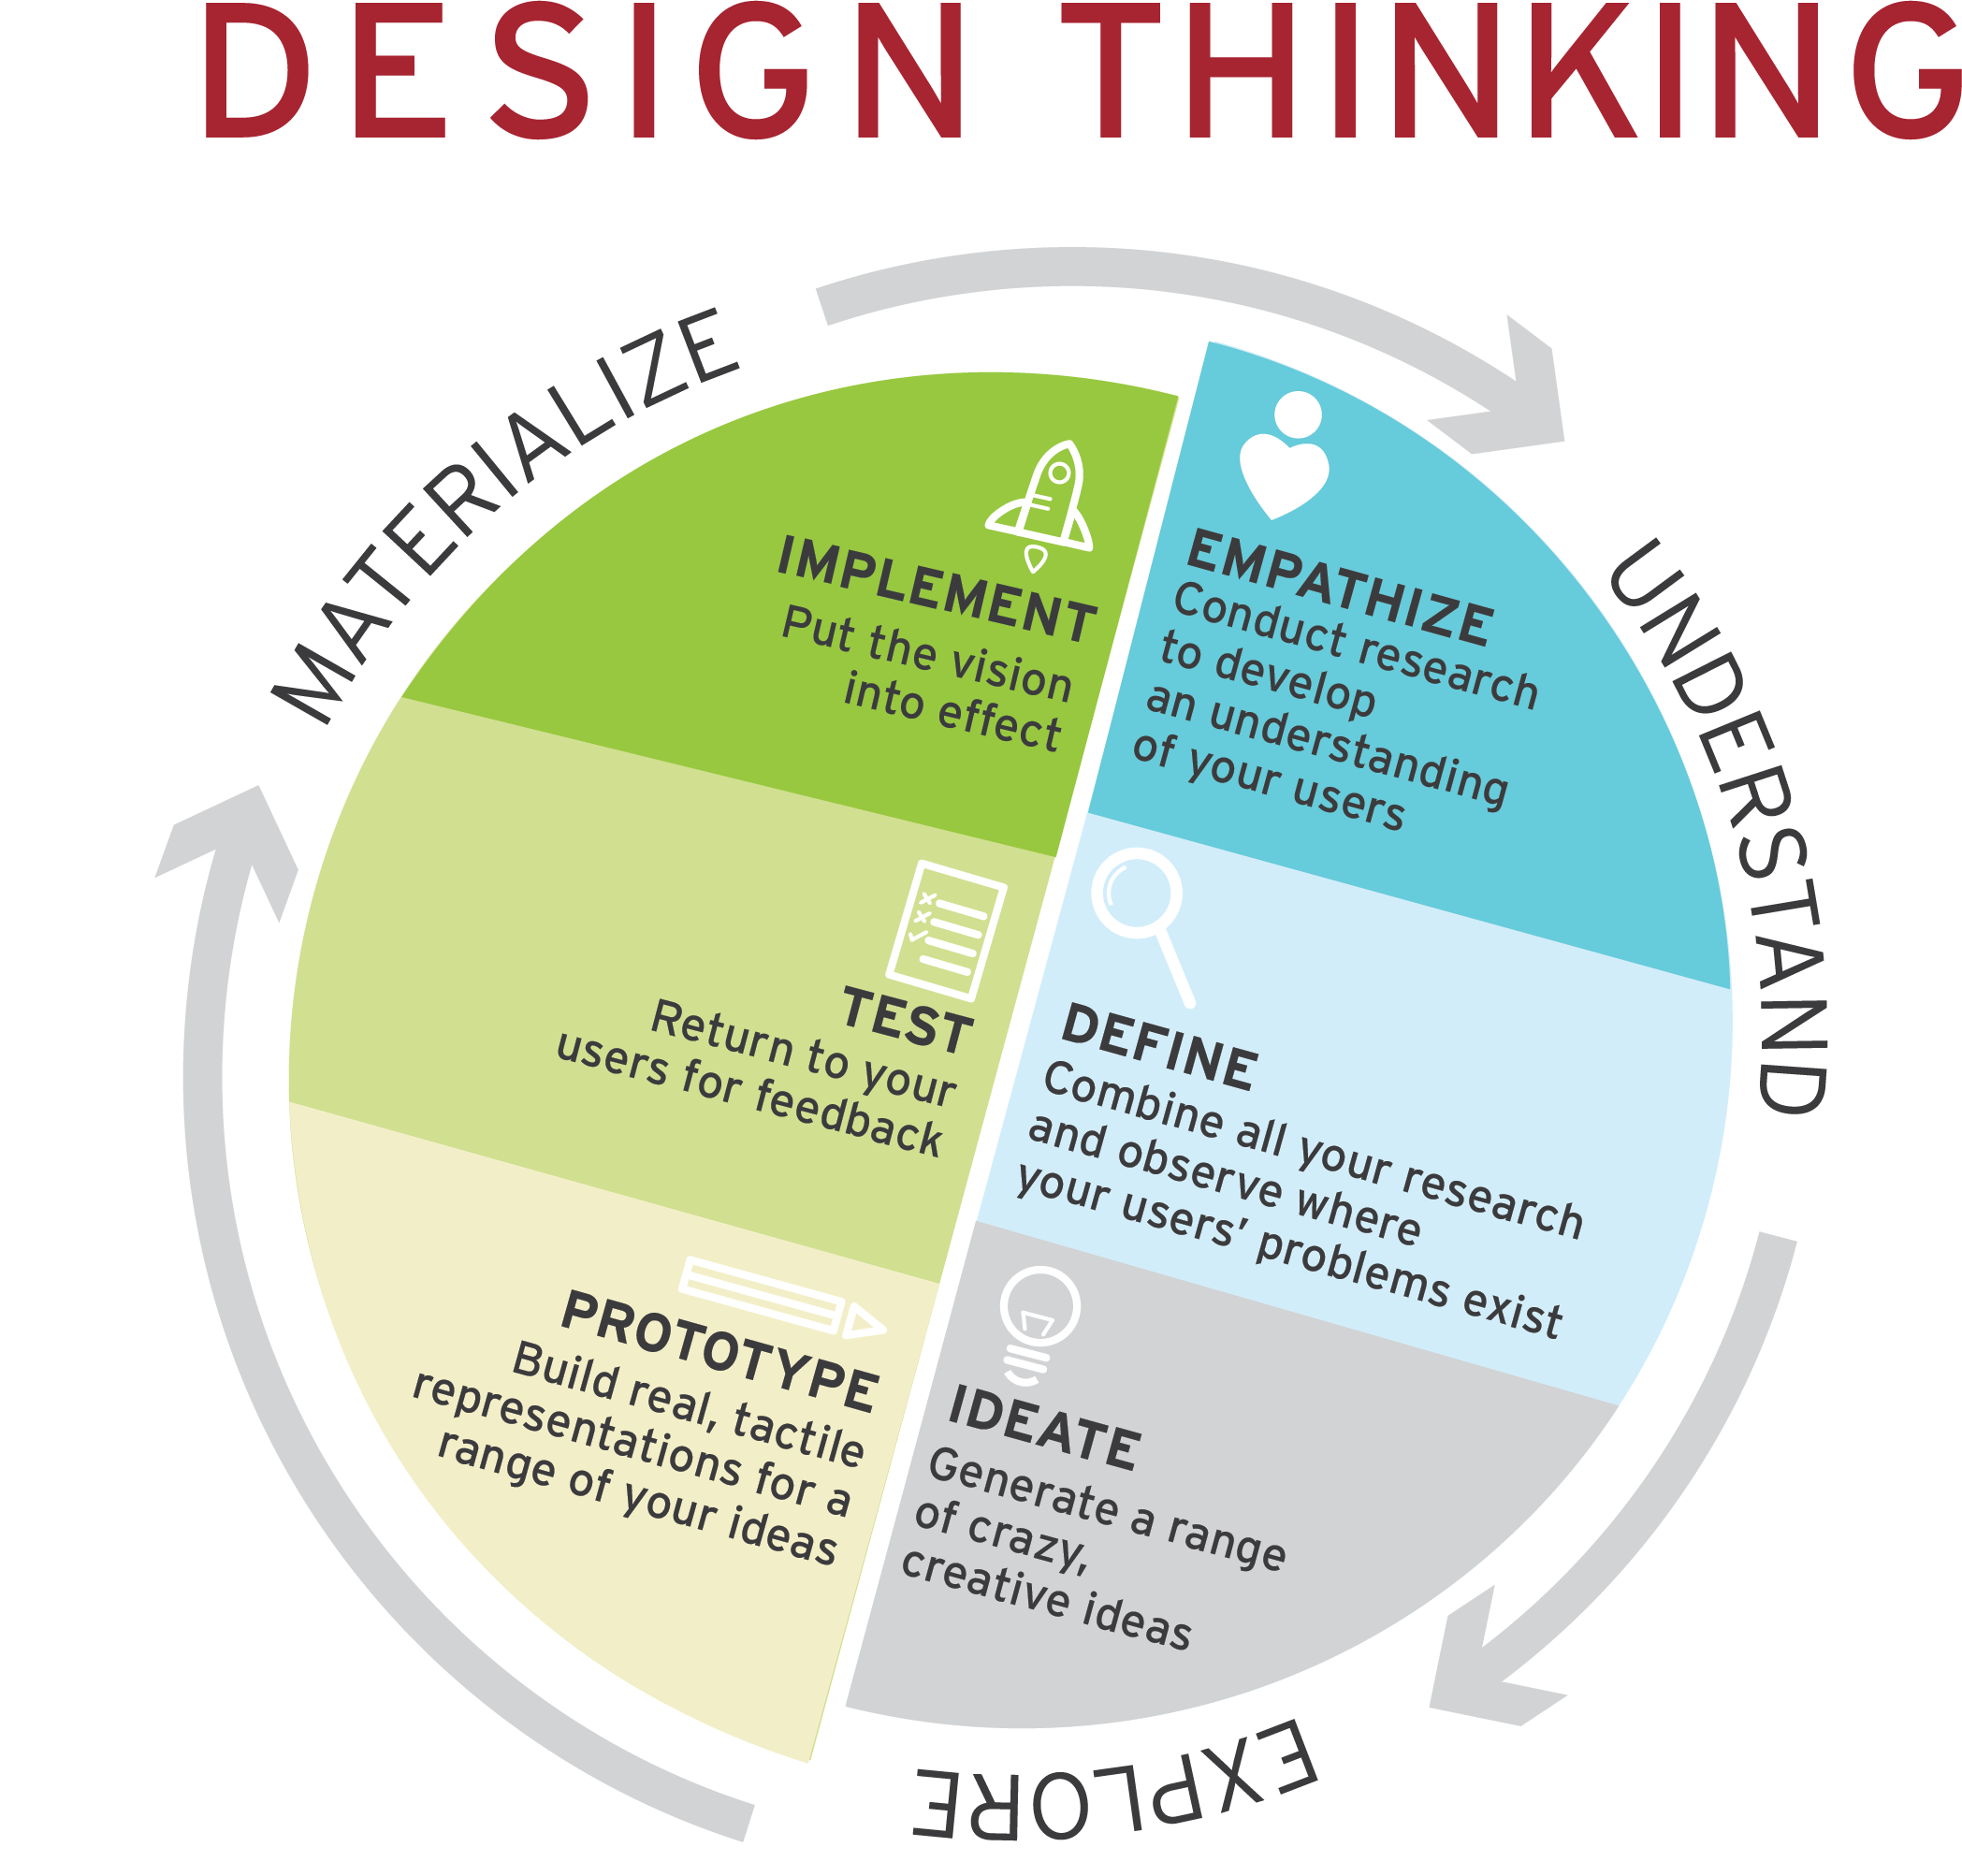 DESIGN THINKING
EMPATHIZE
Conduct research
to develop
an understanding
of your users
DEFINE
Combine all your research
and observe where
your users’ problems exist
IDEATE
Generate a range
of crazy,
creative ideas
PROTOTYPE
Build real, tactile
representations for a
range of your ideas
TEST
Return to your
users for feedback
IMPLEMENT
Put the vision
into effect
UNDERSTAND
EXPLORE
MATERIALIZE